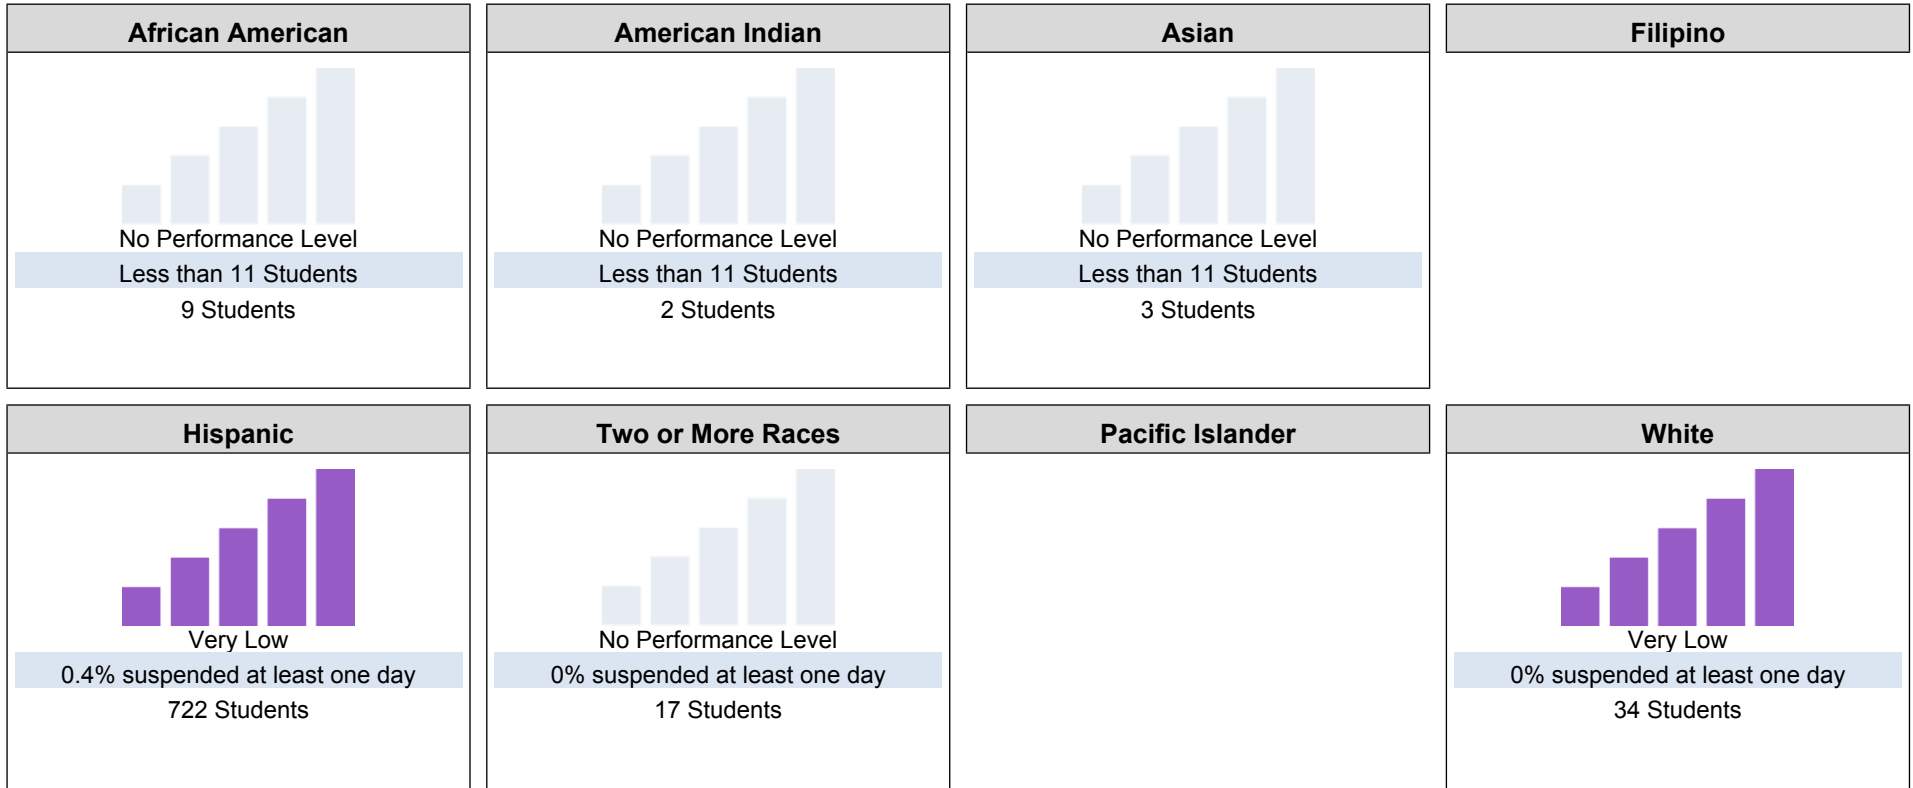 African American
No Performance Level
Less than 11 Students
9 Students
American Indian
No Performance Level
Less than 11 Students
2 Students
Asian
No Performance Level
Less than 11 Students
3 Students
Filipino
Hispanic
Very Low
0.4% suspended at least one day
722 Students
Two or More Races
No Performance Level
0% suspended at least one day
17 Students
Pacific Islander
White
Very Low
0% suspended at least one day
34 Students